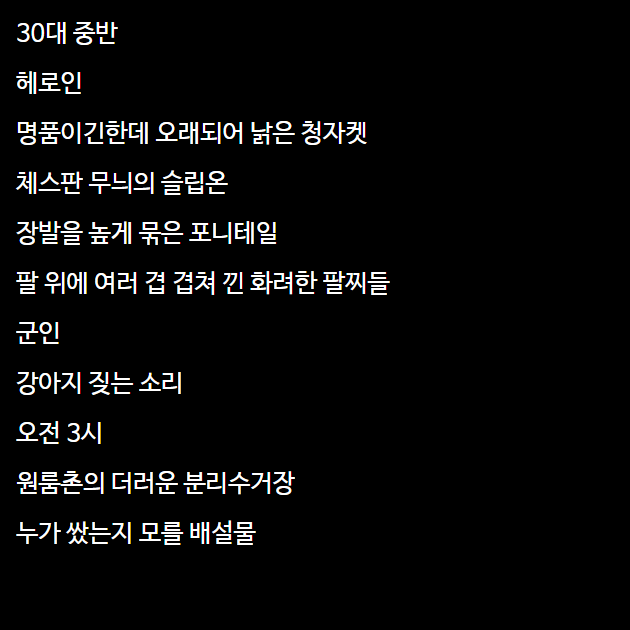 30대 중반
헤로인
명품이긴한데 오래되어 낡은 청자켓
체스판 무늬의 슬립온
장발을 높게 묶은 포니테일
팔 위에 여러 겹 겹쳐 낀 화려한 팔찌들
군인
강아지 짖는 소리
오전 3시
원룸촌의 더러운 분리수거장
누가 쌌는지 모를 배설물